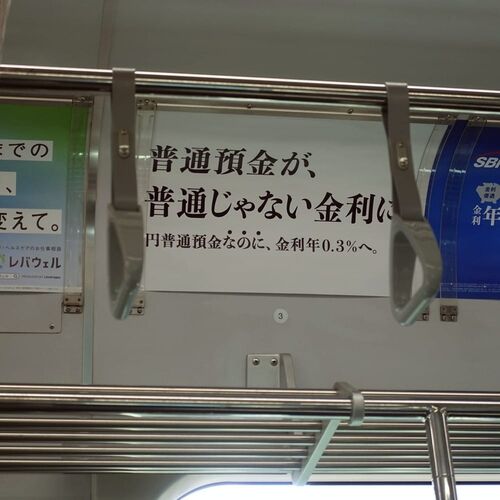 までの
、
変えて。
レバウェル
普通預金が、
普通じゃない金利に
円普通預金なのに、金利年0.3%へ。
3
SBI
金利
年